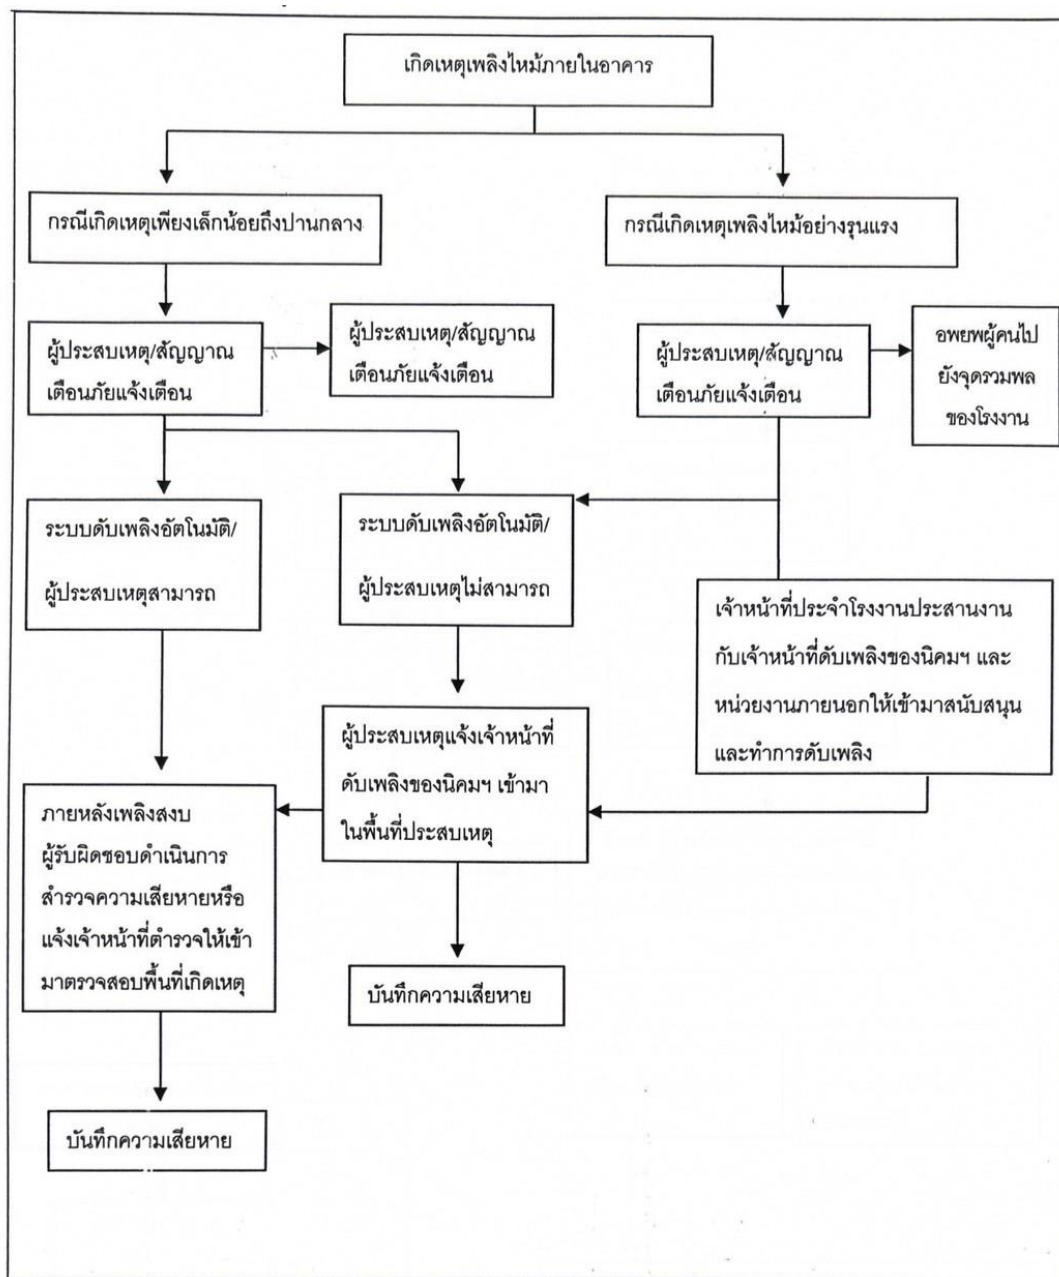 เกิดเหตุเพลิงไหม้ภายในอาคาร
กรณีเกิดเหตุเพียงเล็กน้อยถึงปานกลาง
กรณีเกิดเหตุเพลิงไหม้อย่างรุนแรง
ผู้ประสบเหตุ/สัญญาณ
เตือนภัยแจ้งเตือน
ผู้ประสบเหตุ/สัญญาณ
เตือนภัยแจ้งเตือน
ผู้ประสบเหตุ/สัญญาณ
เตือนภัยแจ้งเตือน
อพยพผู้คนไป
ยังจุดรวมพล
ของโรงงาน
ระบบดับเพลิงอัตโนมัติ/
ผู้ประสบเหตุสามารถ
ระบบดับเพลิงอัตโนมัติ/
ผู้ประสบเหตุไม่สามารถ
เจ้าหน้าที่ประจำโรงงานประสานงาน
กับเจ้าหน้าที่ดับเพลิงของนิคมฯ และ
หน่วยงานภายนอกให้เข้ามาสนับสนุน
และทำการดับเพลิง
ผู้ประสบเหตุแจ้งเจ้าหน้าที่
ดับเพลิงของนิคมฯ เข้ามา
ในพื้นที่ประสบเหตุ
ภายหลังเพลิงสงบ
ผู้รับผิดชอบดำเนินการ
สำรวจความเสียหายหรือ
แจ้งเจ้าหน้าที่ตำรวจให้เข้า
มาตรวจสอบพื้นที่เกิดเหตุ
บันทึกความเสียหาย
บันทึกความเสียหาย